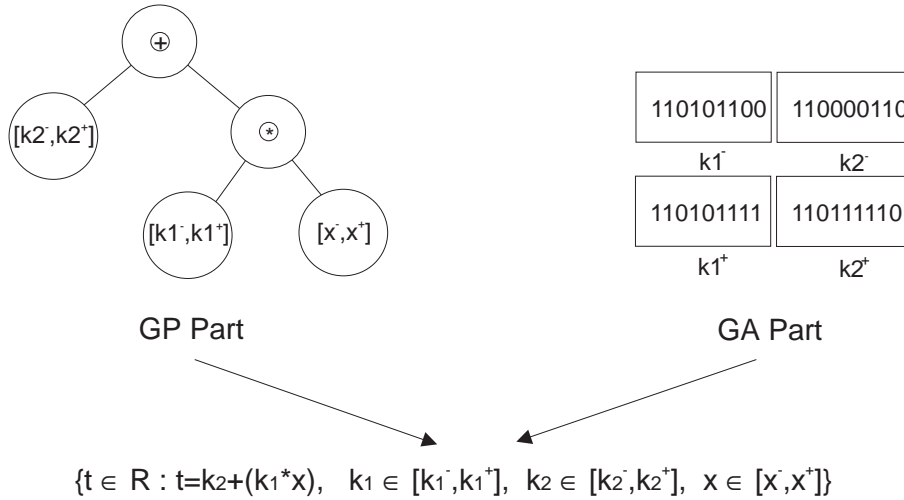 ⊕
[k2⁻,k2⁺]
⊛
[k1⁻,k1⁺]
[x⁻,x⁺]
110101100 110000110
k1⁻ k2⁻
110101111 110111110
k1⁺ k2⁺
GP Part
GA Part
{t ∈ R : t=k₂+(k₁*x), k₁ ∈ [k₁⁻,k₁⁺], k₂ ∈ [k₂⁻,k₂⁺], x ∈ [x⁻,x⁺]}